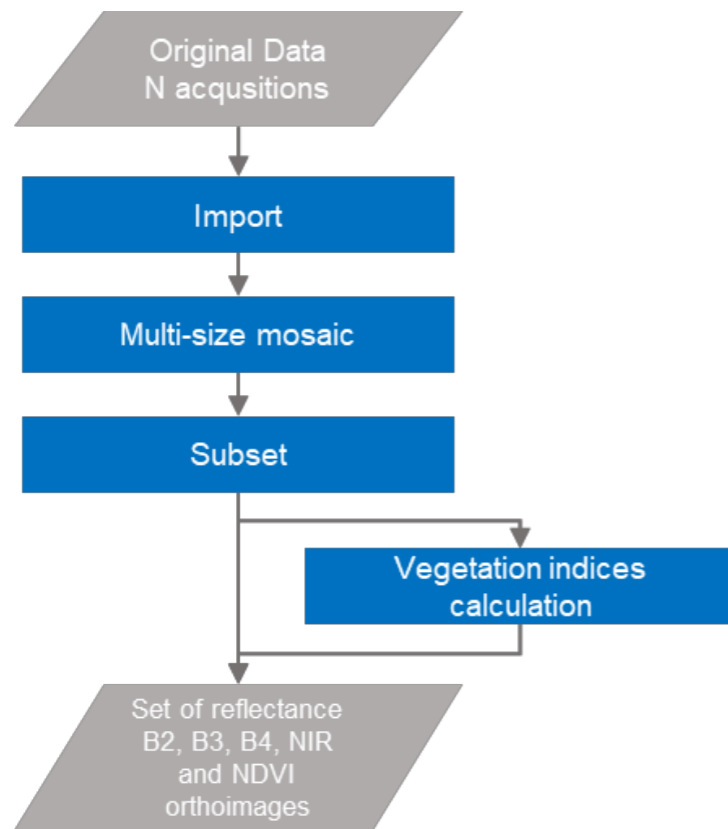 Original Data
N acqusitions
Import
Multi-size mosaic
Subset
Vegetation indices
calculation
Set of reflectance
B2, B3, B4, NIR
and NDVI
orthoimages